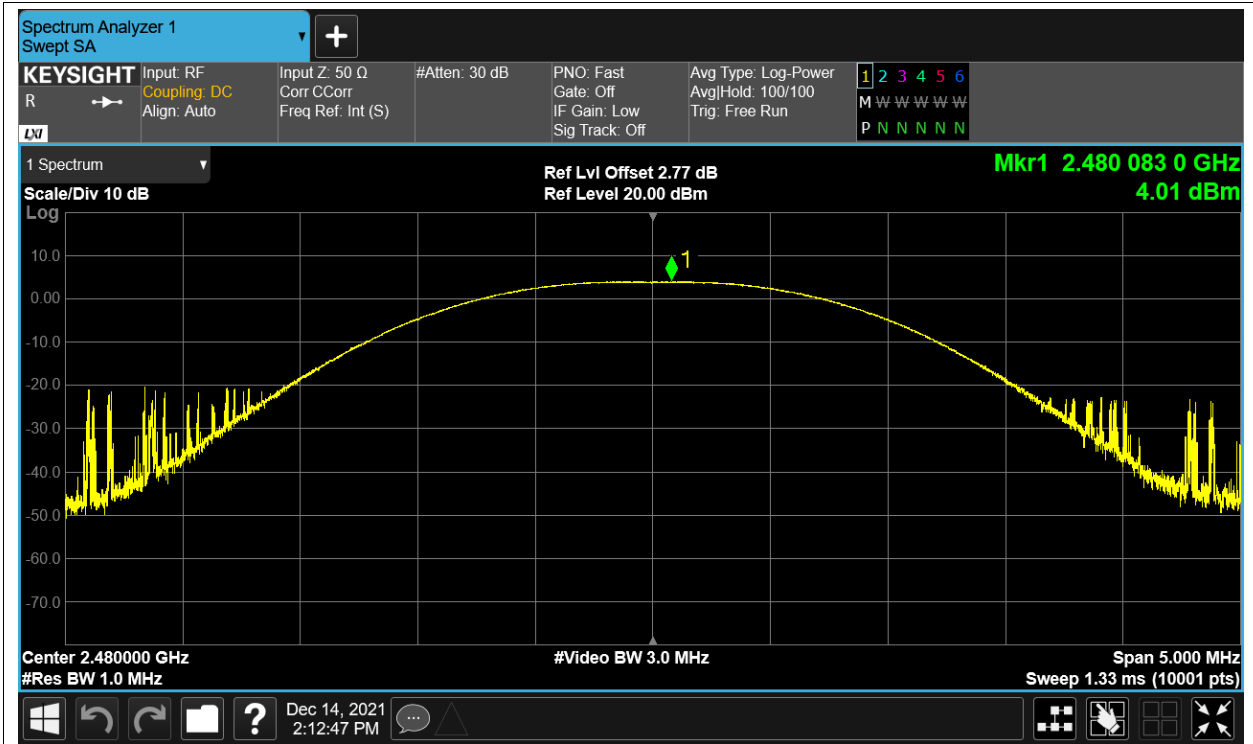 Spectrum Analyzer 1
Swept SA
+
KEYSIGHT
R
LXI
Input: RF
Coupling: DC
Align: Auto
Input Z: 50 Ω
Corr CCorr
Freq Ref: Int (S)
#Atten: 30 dB
PNO: Fast
Gate: Off
IF Gain: Low
Sig Track: Off
Avg Type: Log-Power
Avg|Hold: 100/100
Trig: Free Run
1 2 3 4 5 6
M W W W W W
P N N N N N
1 Spectrum
Scale/Div 10 dB
Log
Ref Lvl Offset 2.77 dB
Ref Level 20.00 dBm
Mkr1 2.480 083 0 GHz
4.01 dBm
1
10.0
0.00
-10.0
-20.0
-30.0
-40.0
-50.0
-60.0
-70.0
Center 2.480000 GHz
#Video BW 3.0 MHz
Span 5.000 MHz
#Res BW 1.0 MHz
Sweep 1.33 ms (10001 pts)
?
Dec 14, 2021
2:12:47 PM